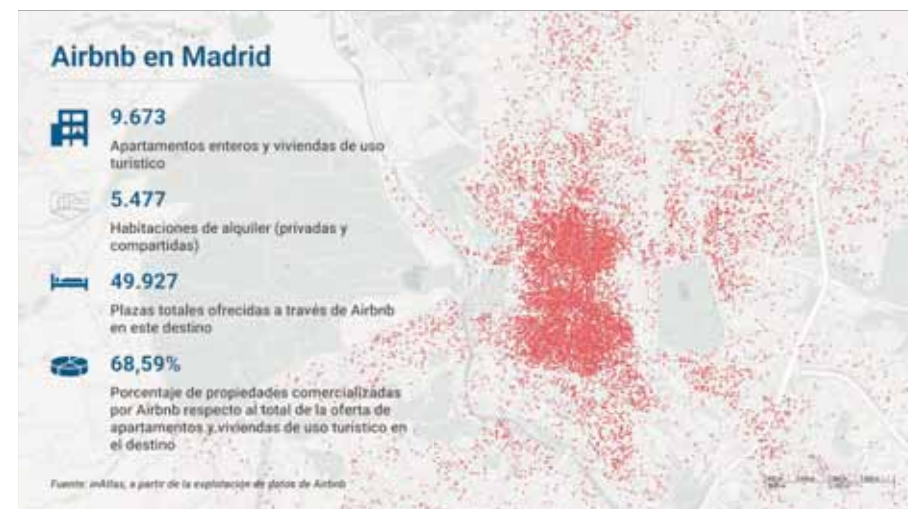 Airbnb en Madrid
9.673
Apartamentos enteros y viviendas de uso
turístico
5.477
Habitaciones de alquiler (privadas y
compartidas)
49.927
Plazas totales ofrecidas a través de Airbnb
en este destino
68,59%
Porcentaje de propiedades comercializadas
por Airbnb respecto al total de la oferta de
apartamentos y viviendas de uso turístico en
el destino
Fuente: inAtlas, a partir de la explotación de datos de Airbnb